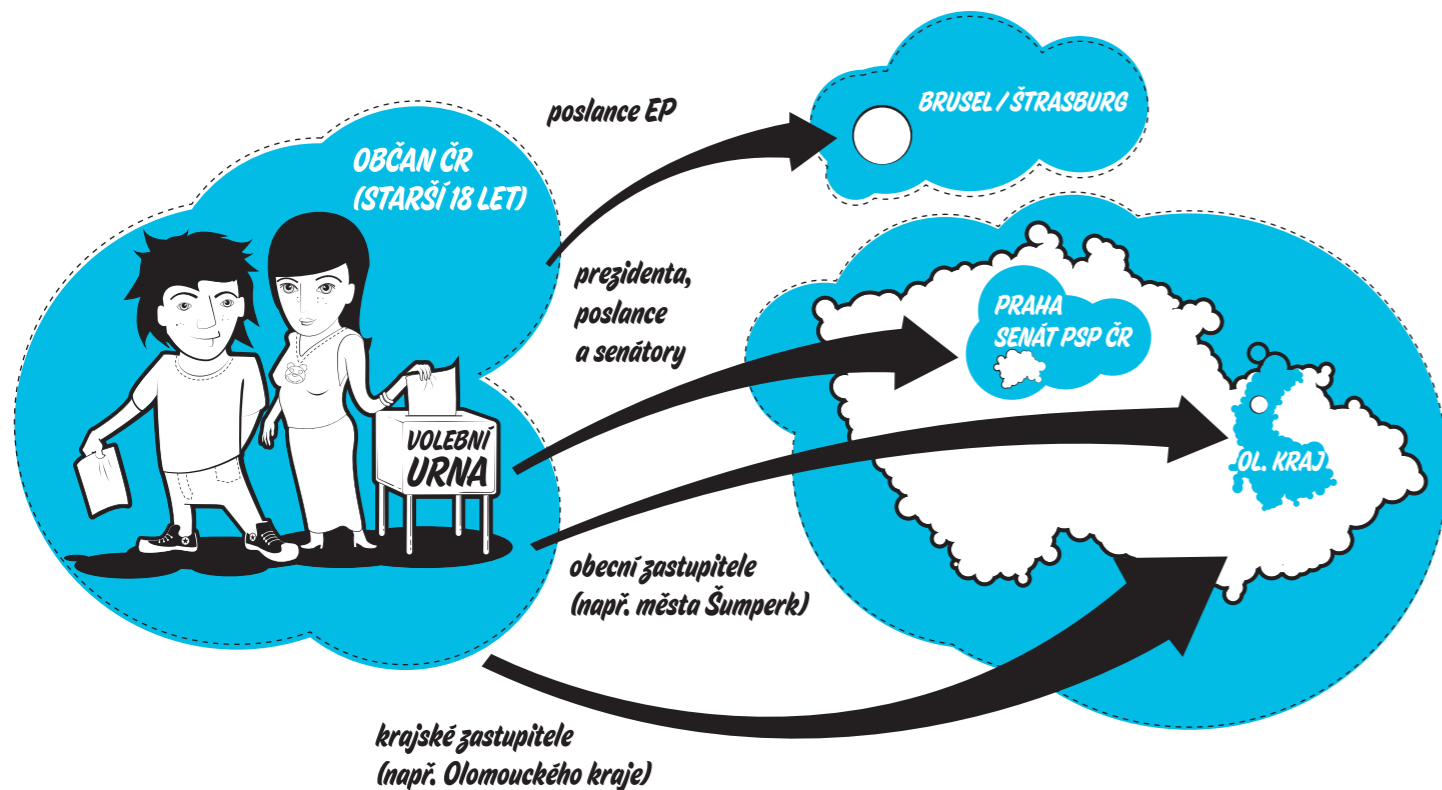 poslance EP
BRUSEL / ŠTRASBURG
OBČAN ČR
(STARŠÍ 18 LET)
prezidenta,
poslance
a senátory
PRAHA
SENÁT PSP ČR
VOLEBNÍ
URNA
OL. KRAJ
obecní zastupitele
(např. města Šumperk)
krajské zastupitele
(např. Olomouckého kraje)